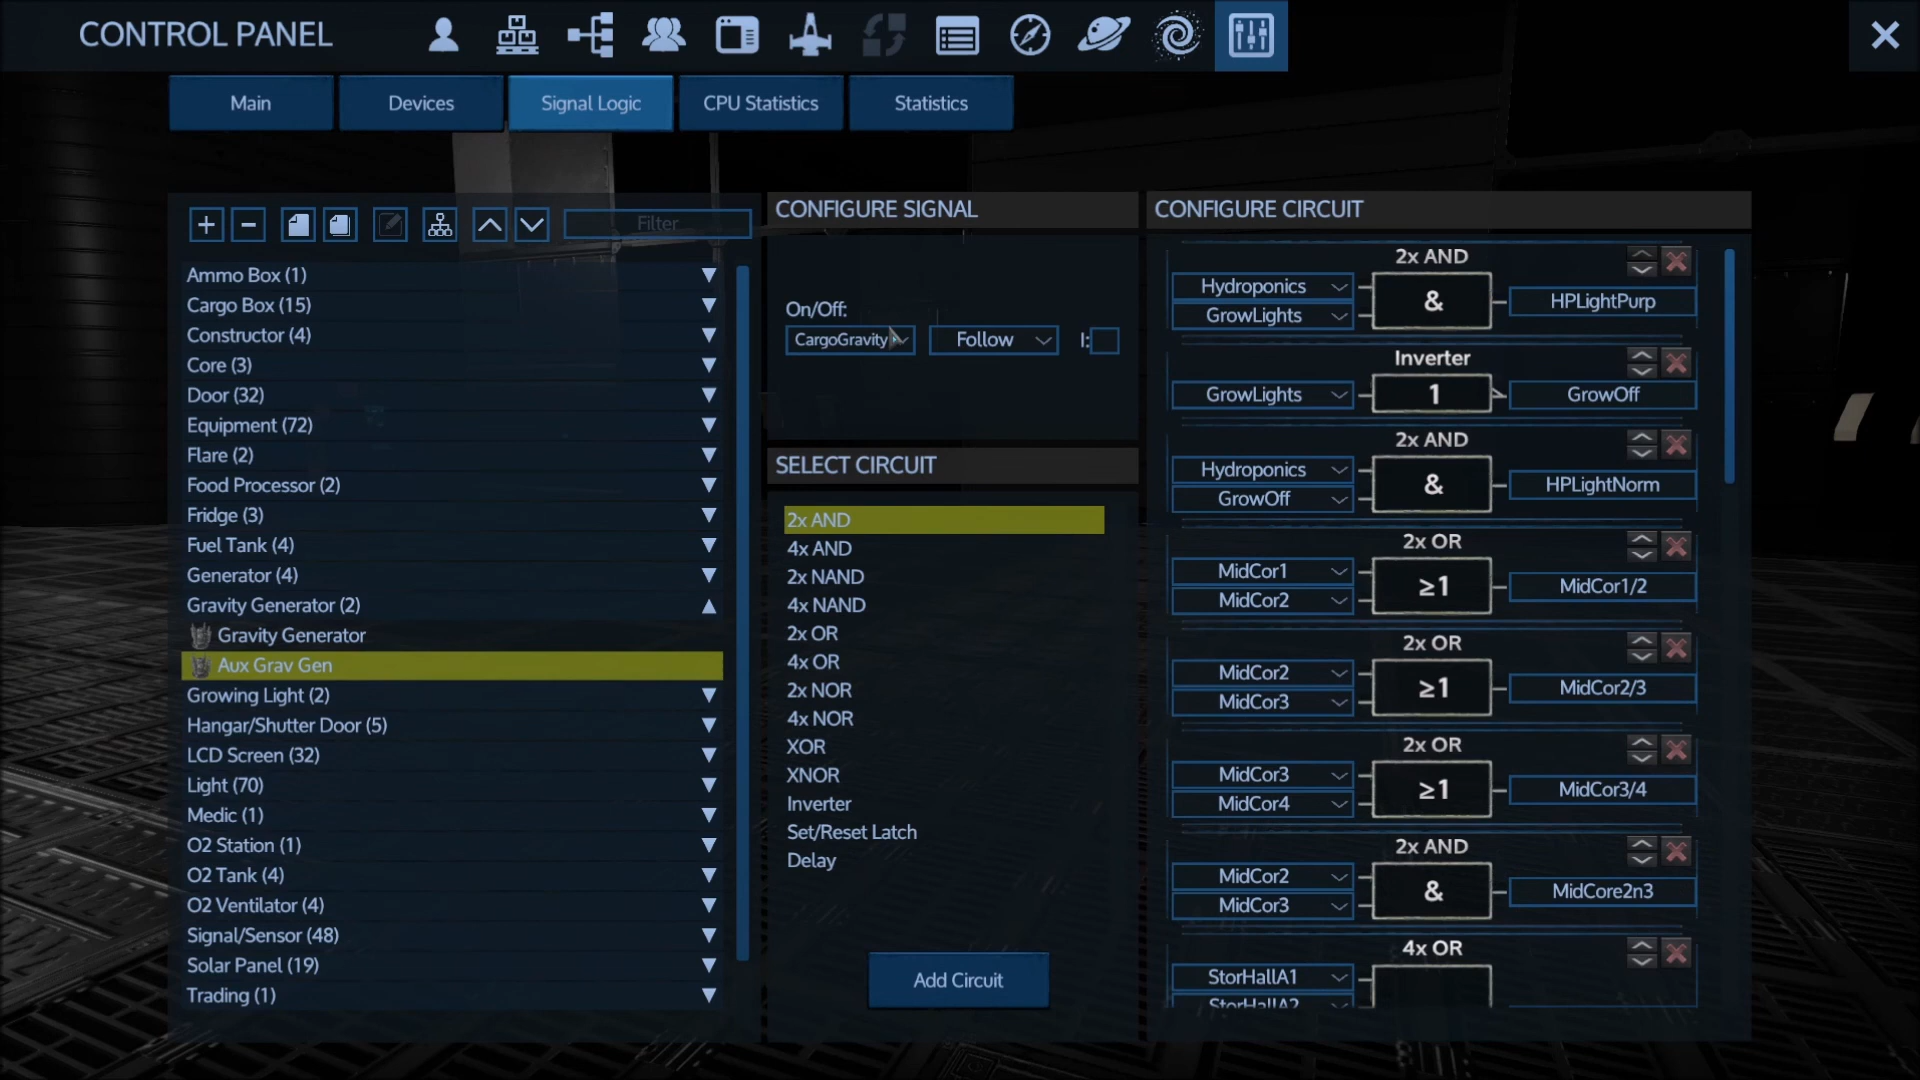 CONTROL PANEL
Main
Devices
Signal Logic
CPU Statistics
Statistics
Filter
Ammo Box (1)
Cargo Box (15)
Constructor (4)
Core (3)
Door (32)
Equipment (72)
Flare (2)
Food Processor (2)
Fridge (3)
Fuel Tank (4)
Generator (4)
Gravity Generator (2)
Gravity Generator
Aux Grav Gen
Growing Light (2)
Hangar/Shutter Door (5)
LCD Screen (32)
Light (70)
Medic (1)
O2 Station (1)
O2 Tank (4)
O2 Ventilator (4)
Signal/Sensor (48)
Solar Panel (19)
Trading (1)
CONFIGURE SIGNAL
On/Off:
CargoGravity
Follow
I:
SELECT CIRCUIT
2x AND
4x AND
2x NAND
4x NAND
2x OR
4x OR
2x NOR
4x NOR
XOR
XNOR
Inverter
Set/Reset Latch
Delay
Add Circuit
CONFIGURE CIRCUIT
2x AND
Hydroponics
GrowLights
&
HPLightPurp
Inverter
GrowLights
1
GrowOff
2x AND
Hydroponics
GrowOff
&
HPLightNorm
2x OR
MidCor1
MidCor2
≥1
MidCor1/2
2x OR
MidCor2
MidCor3
≥1
MidCor2/3
2x OR
MidCor3
MidCor4
≥1
MidCor3/4
2x AND
MidCor2
MidCor3
&
MidCore2n3
4x OR
StorHallA1
StorHallA2